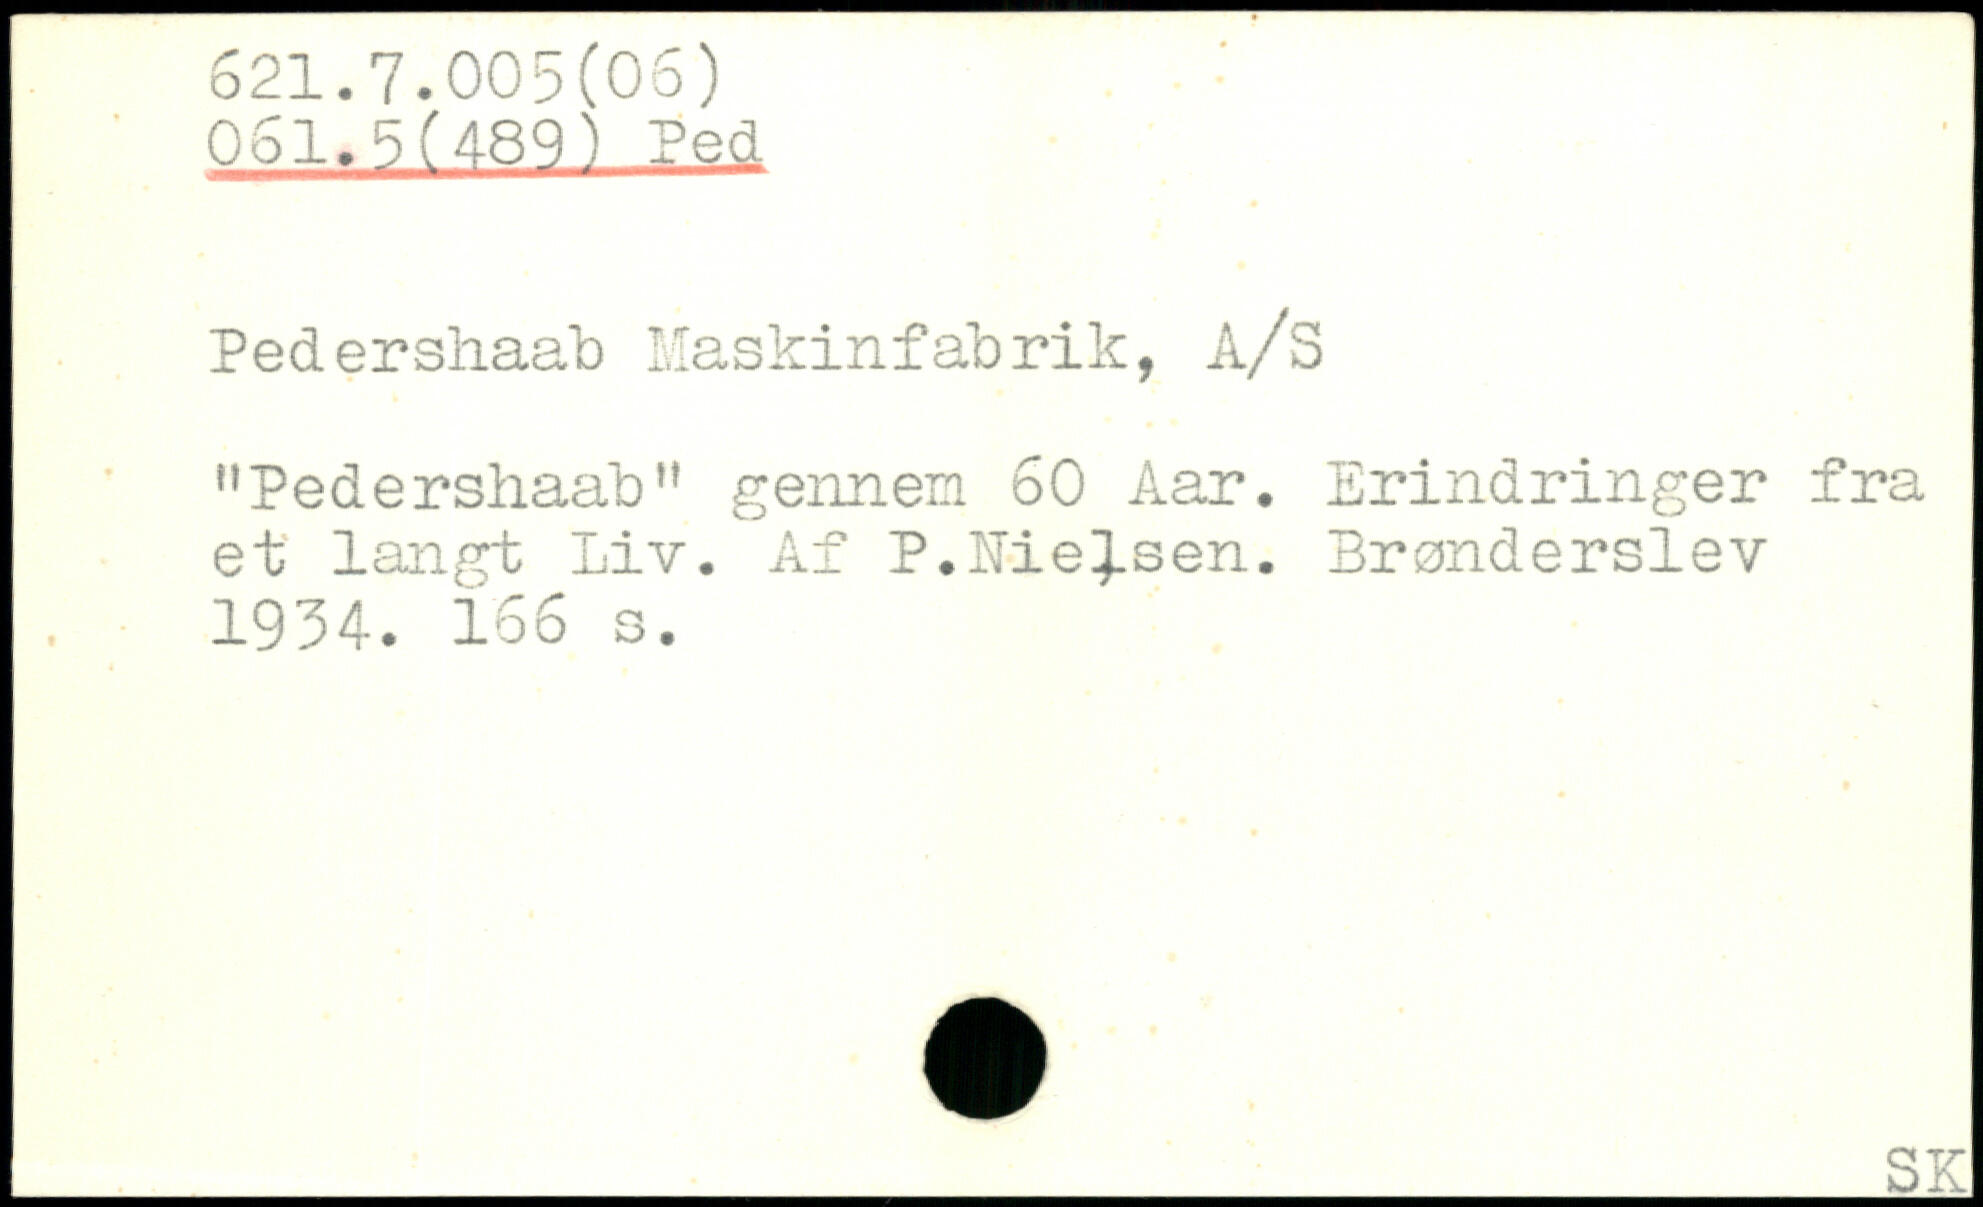 621.7.005(06)
061.5(489) Ped
Pedershaab Maskinfabrik, A/S
"Pedershaab" gennem 60 Aar. Erindringer fra
et langt Liv. Af P.Nielsen. Brønderslev
1934. 166 s.
SK